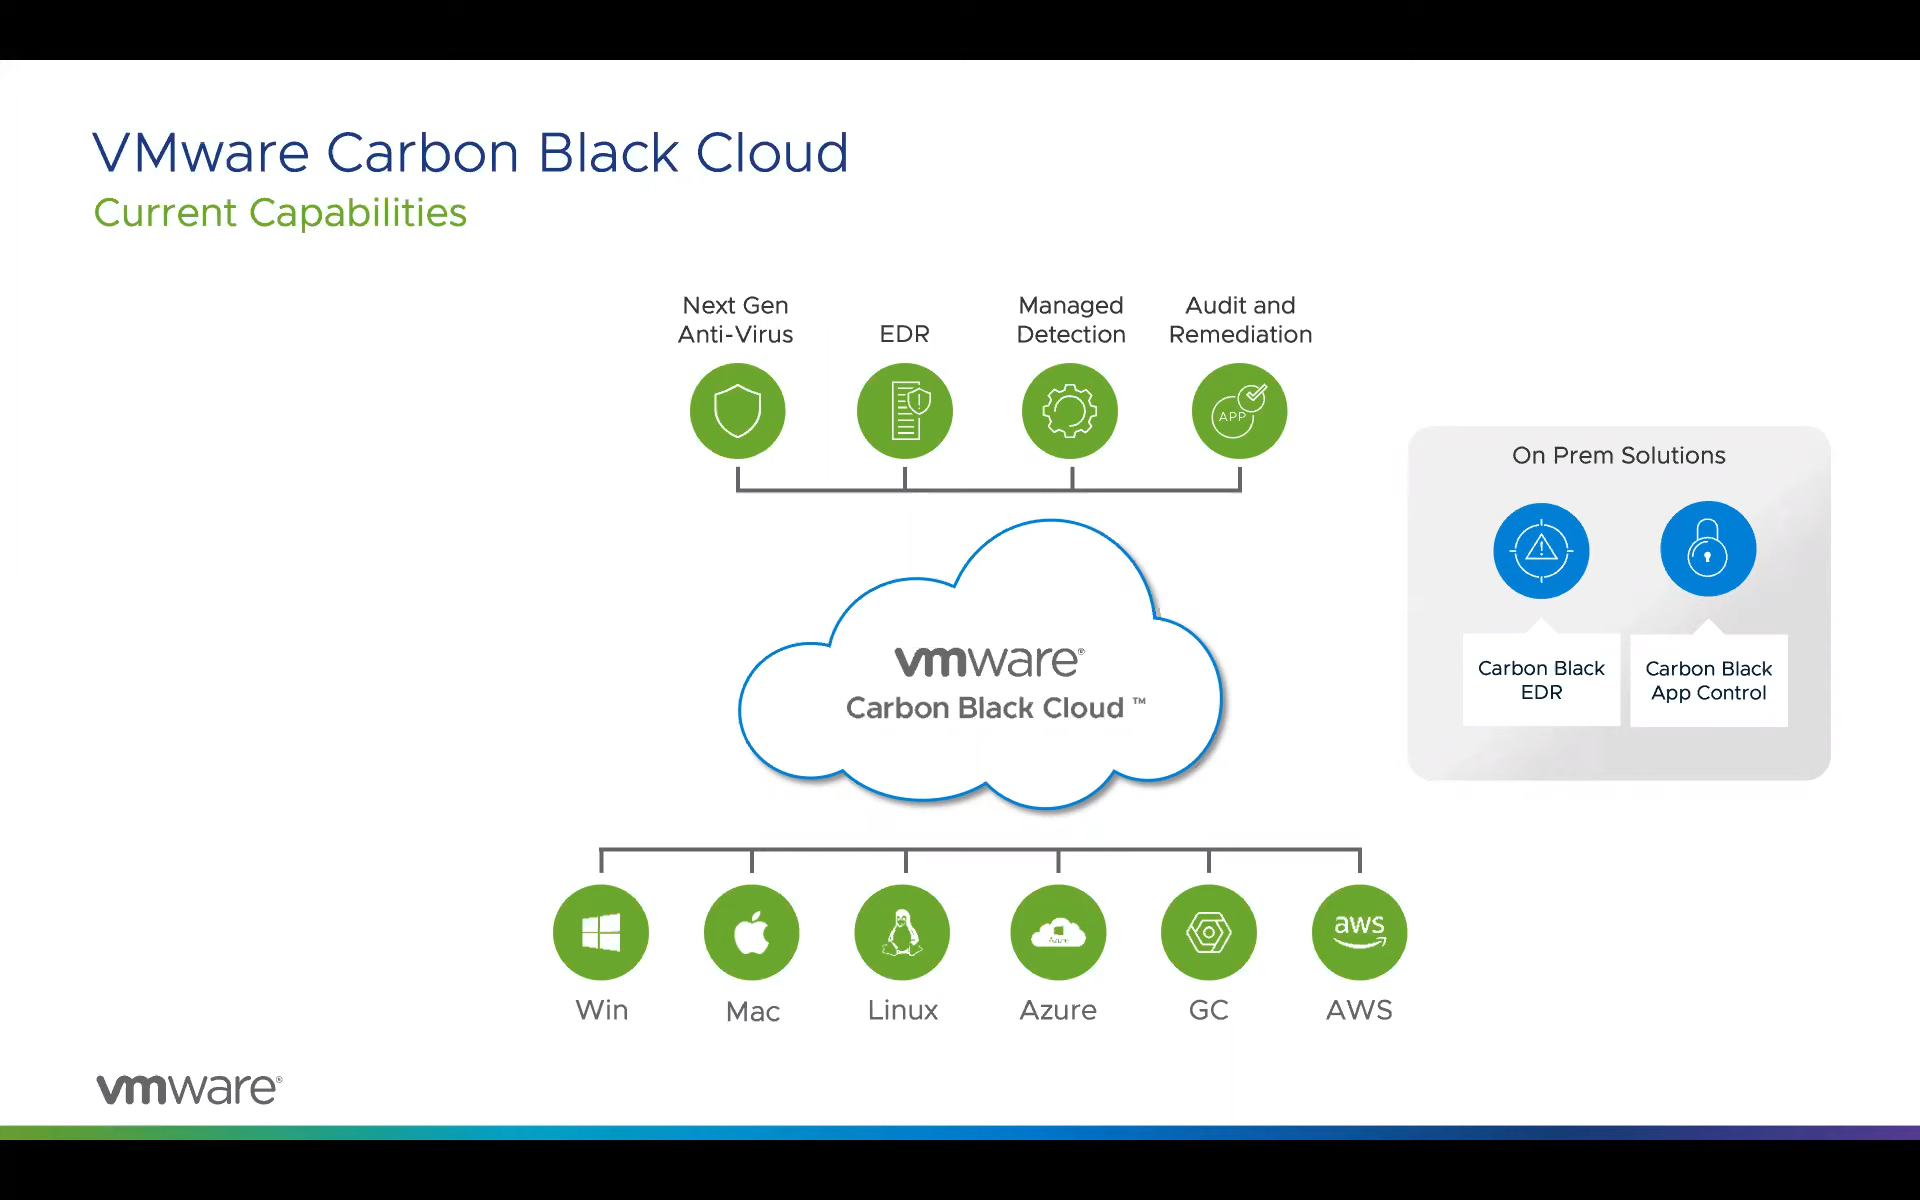 VMware Carbon Black Cloud
Current Capabilities
Next Gen
Anti-Virus
EDR
Managed
Detection
Audit and
Remediation
APP
On Prem Solutions
Carbon Black
EDR
Carbon Black
App Control
vmware®
Carbon Black Cloud ™
Azure
aws
Win
Mac
Linux
Azure
GC
AWS
vmware®